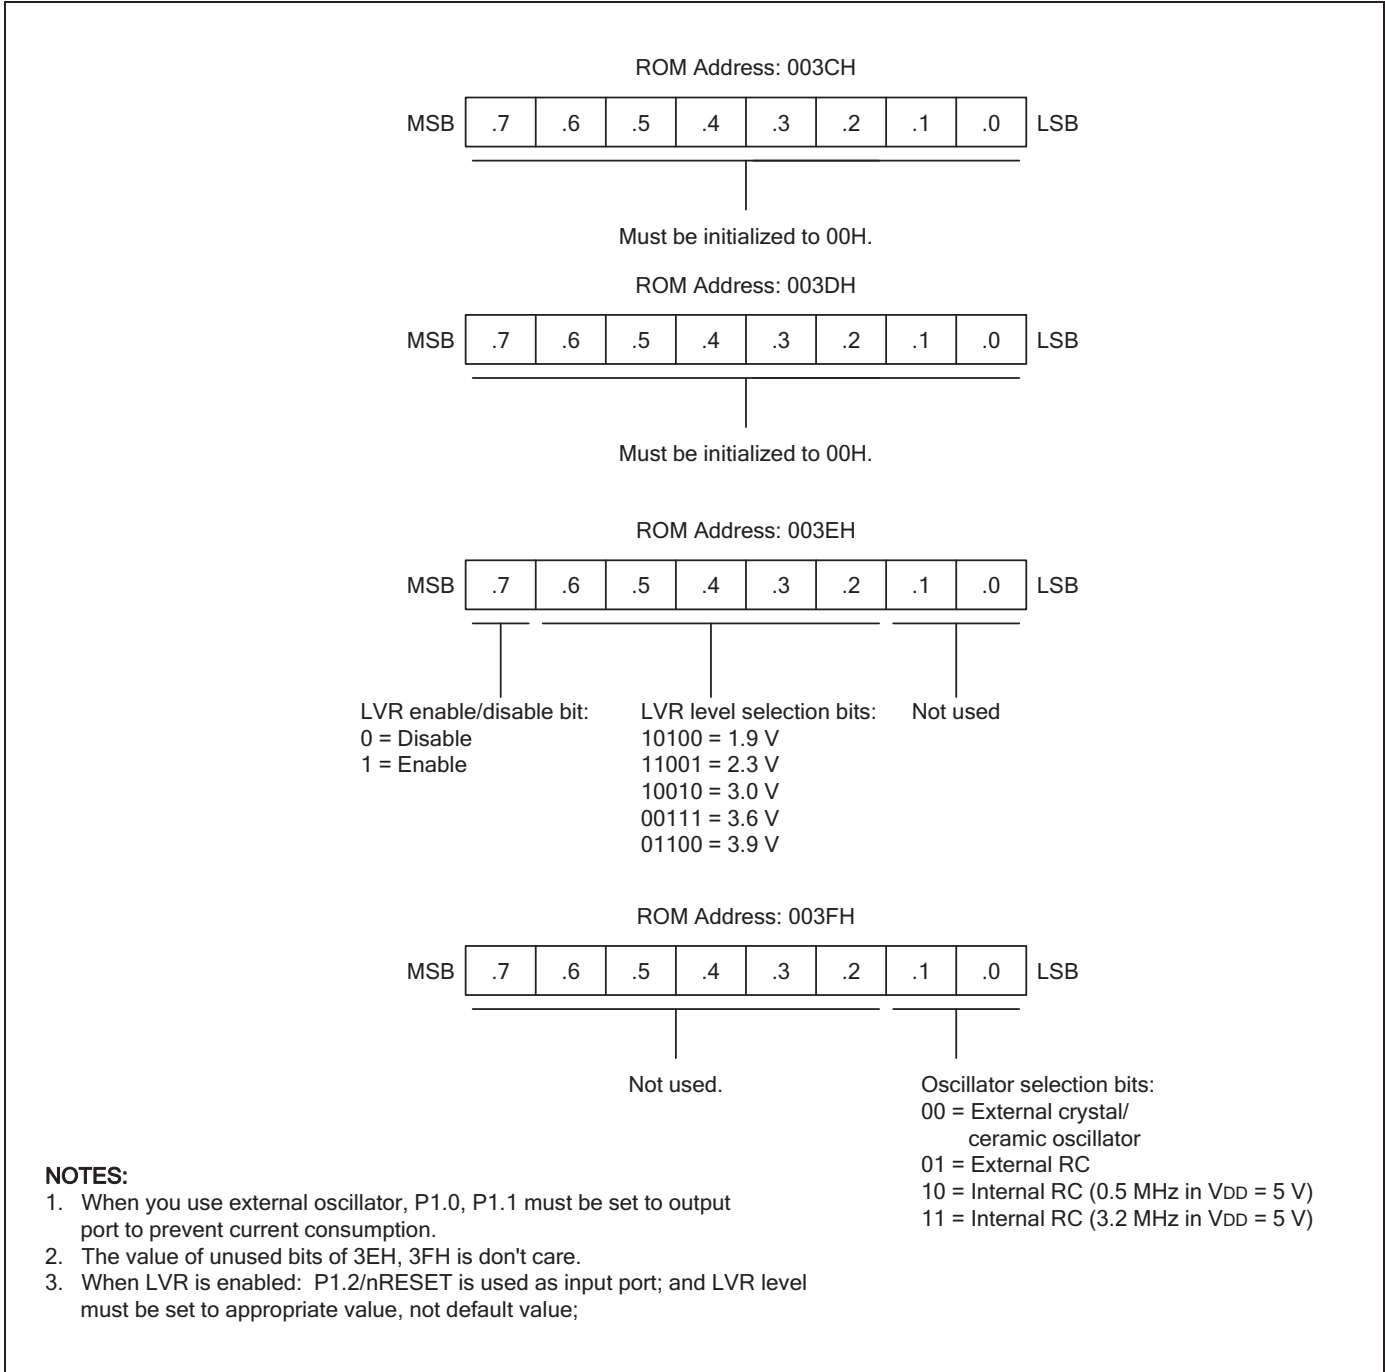 ROM Address: 003CH
MSB .7 .6 .5 .4 .3 .2 .1 .0 LSB
Must be initialized to 00H.
ROM Address: 003DH
MSB .7 .6 .5 .4 .3 .2 .1 .0 LSB
Must be initialized to 00H.
ROM Address: 003EH
MSB .7 .6 .5 .4 .3 .2 .1 .0 LSB
LVR enable/disable bit:
0 = Disable
1 = Enable
LVR level selection bits:
10100 = 1.9 V
11001 = 2.3 V
10010 = 3.0 V
00111 = 3.6 V
01100 = 3.9 V
Not used
ROM Address: 003FH
MSB .7 .6 .5 .4 .3 .2 .1 .0 LSB
Not used.
Oscillator selection bits:
00 = External crystal/
ceramic oscillator
01 = External RC
10 = Internal RC (0.5 MHz in VDD = 5 V)
11 = Internal RC (3.2 MHz in VDD = 5 V)
NOTES:
1. When you use external oscillator, P1.0, P1.1 must be set to output
port to prevent current consumption.
2. The value of unused bits of 3EH, 3FH is don't care.
3. When LVR is enabled: P1.2/nRESET is used as input port; and LVR level
must be set to appropriate value, not default value;